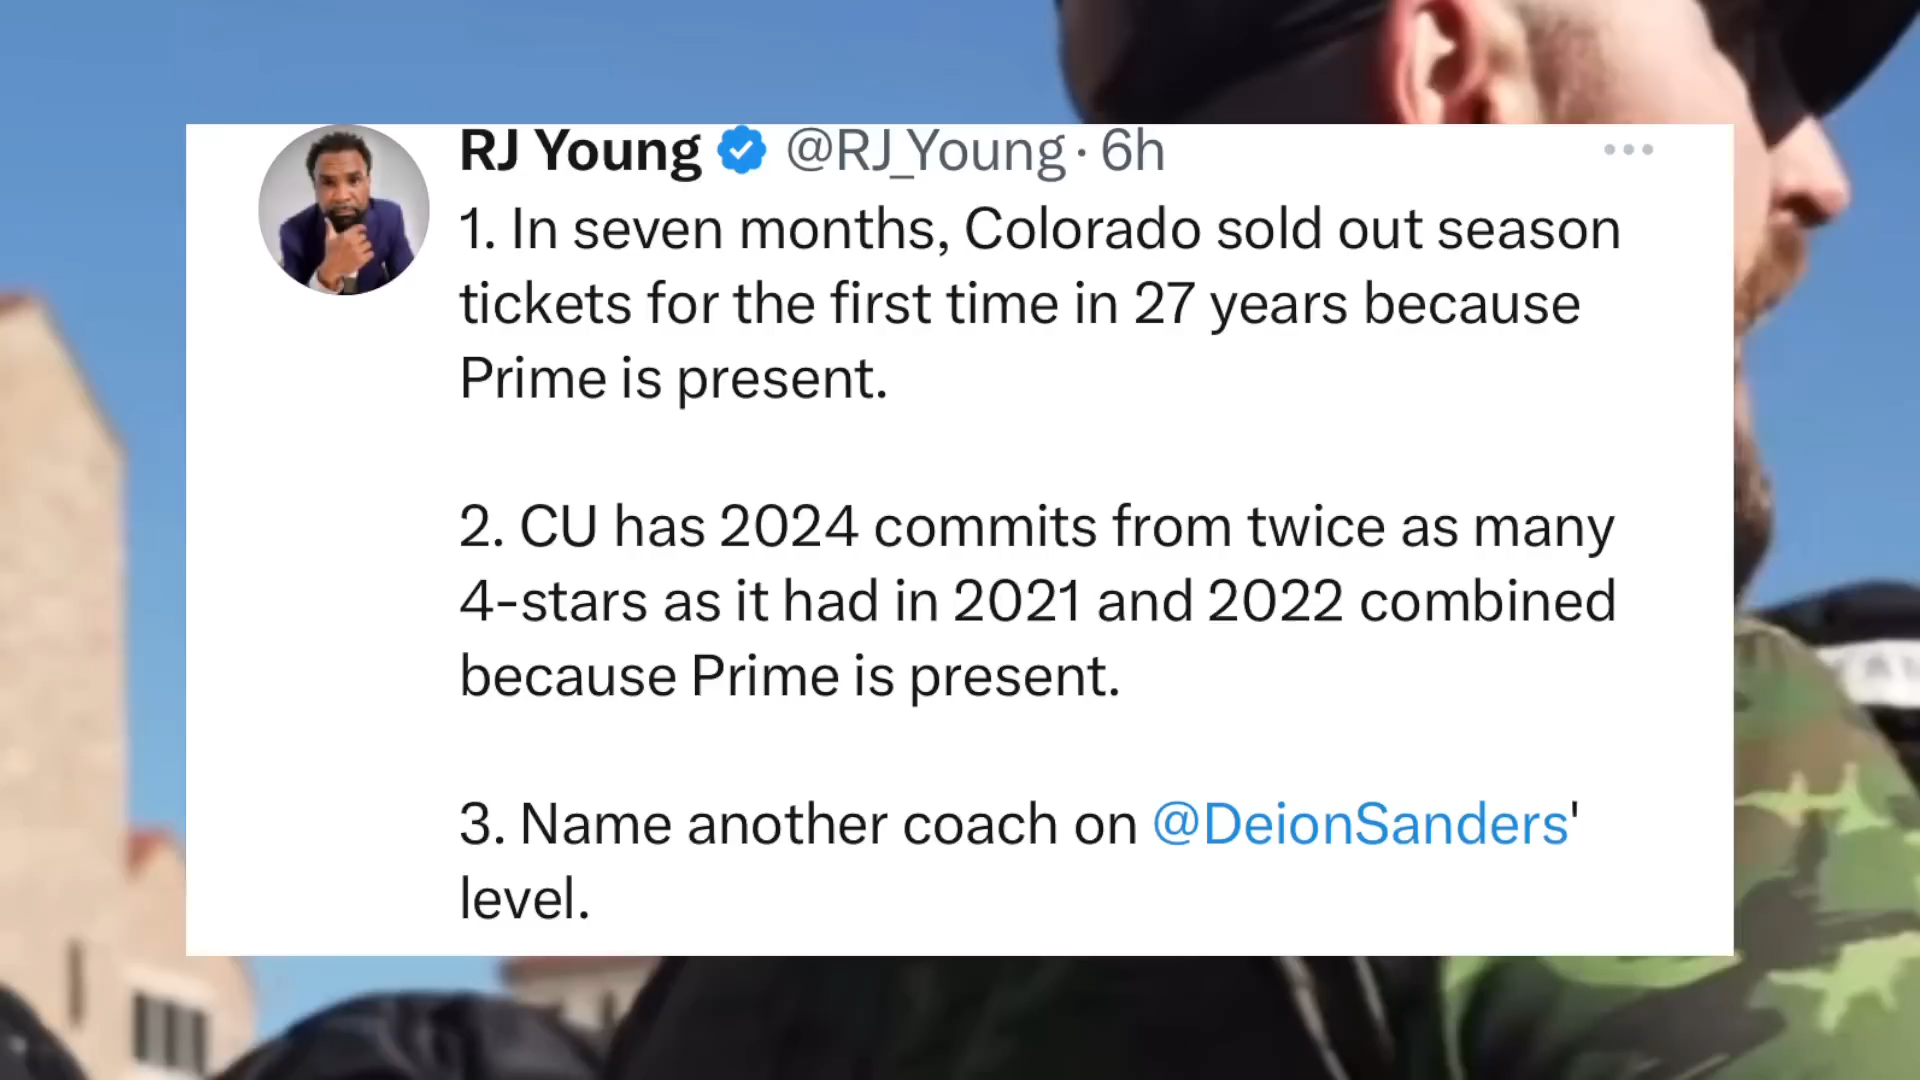 RJ Young @RJ_Young · 6h
1. In seven months, Colorado sold out season
tickets for the first time in 27 years because
Prime is present.
2. CU has 2024 commits from twice as many
4-stars as it had in 2021 and 2022 combined
because Prime is present.
3. Name another coach on @DeionSanders'
level.